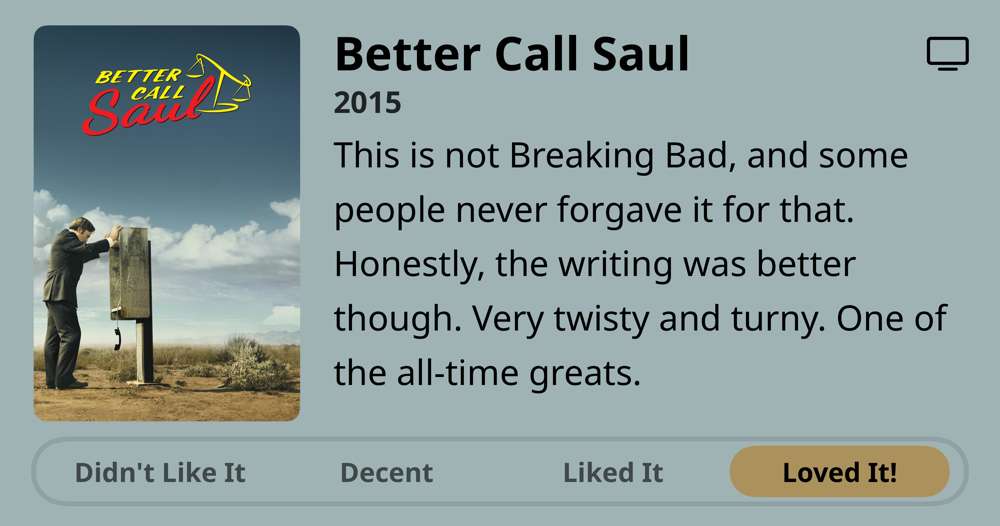 BETTER
CALL
Saul
Better Call Saul
2015
This is not Breaking Bad, and some
people never forgave it for that.
Honestly, the writing was better
though. Very twisty and turny. One of
the all-time greats.
Didn't Like It Decent Liked It Loved It!